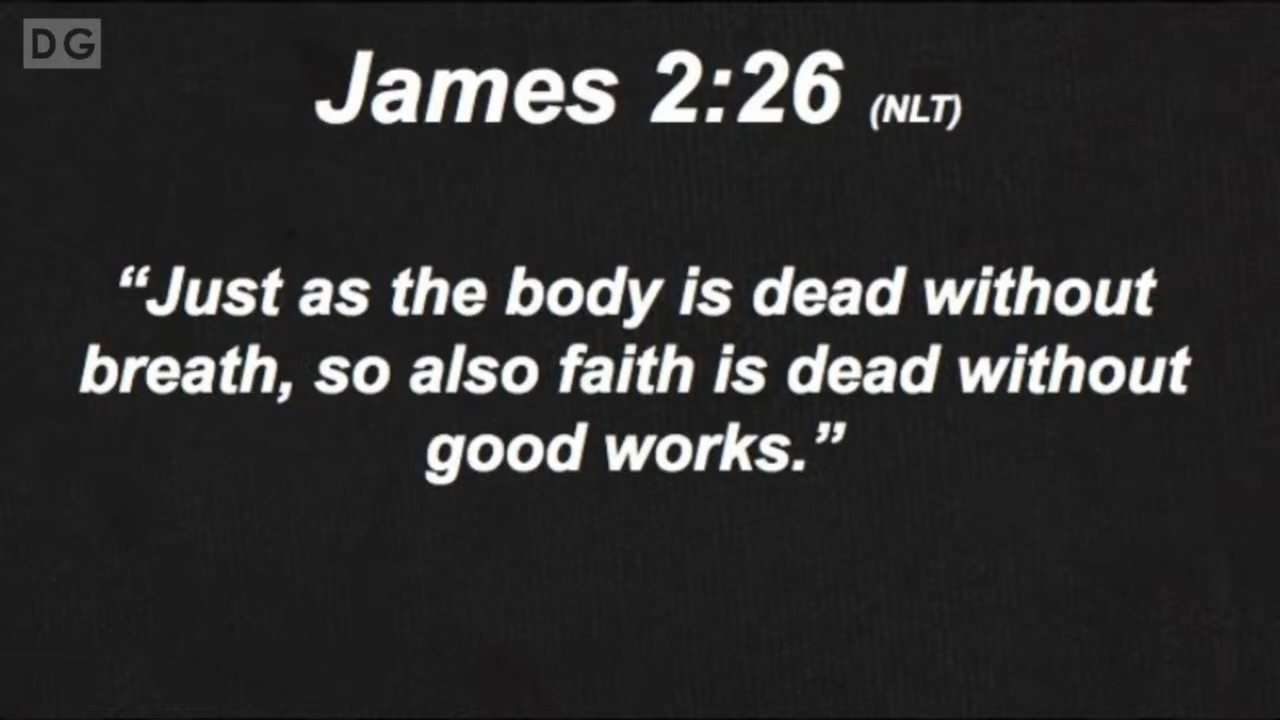 DG
James 2:26 (NLT)
“Just as the body is dead without
breath, so also faith is dead without
good works.”